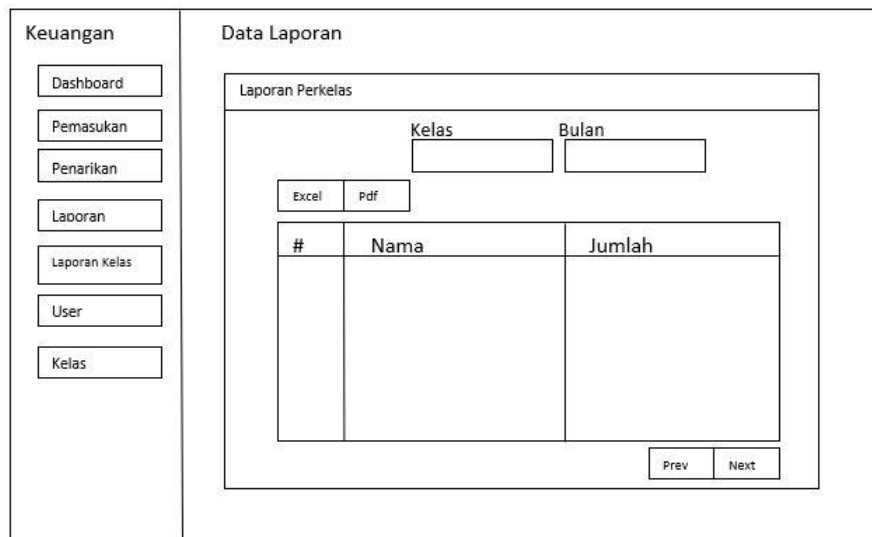 Keuangan
Dashboard
Pemasukan
Penarikan
Laporan
Laporan Kelas
User
Kelas
Data Laporan
Laporan Perkelas
Kelas Bulan
Excel Pdf
# Nama Jumlah
Prev Next